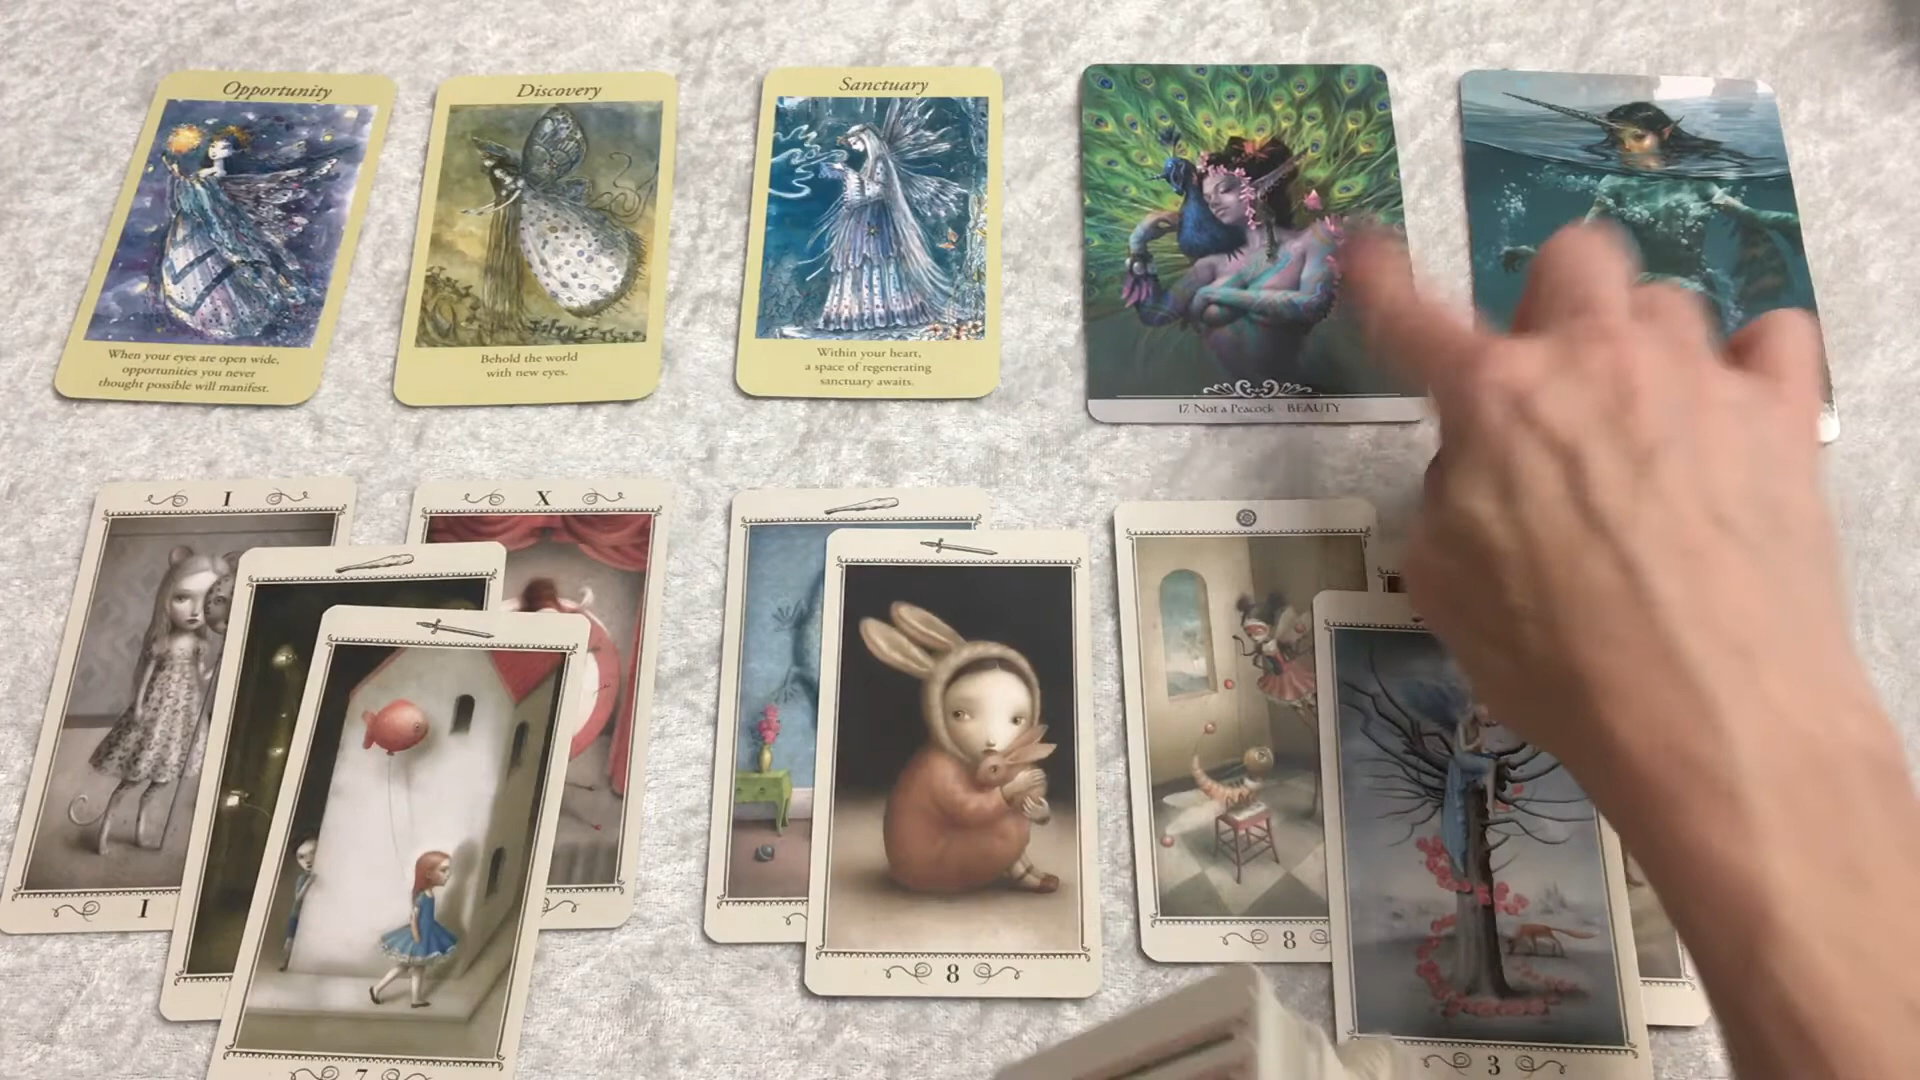 Opportunity
When your eyes are open wide,
opportunities you never
thought possible will manifest.
Discovery
Behold the world
with new eyes.
Sanctuary
Within your heart,
a space of regenerating
sanctuary awaits.
17. Not a Peacock - BEAUTY
I
X
I
8
8
7
3